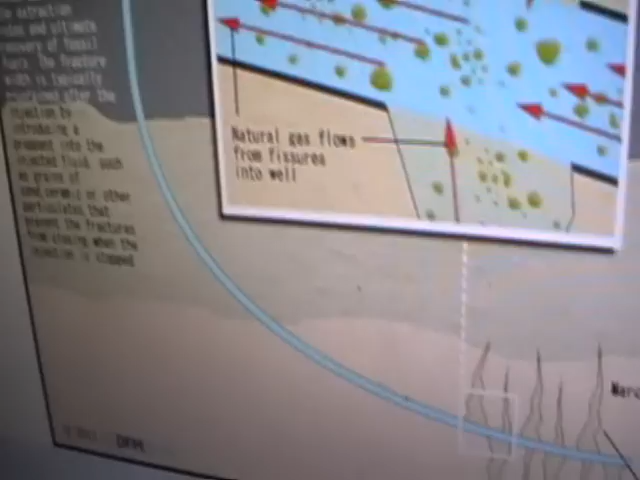 extraction
and ultimate
recovery of fossil
fuels. The fracture
width is typically
maintained after the
injection by
introducing a
proppant into the
injected fluid, such
as grains of
sand, ceramic or other
particulates that
prevent the fractures
from closing when the
injection is stopped
Natural gas flows
from fissures
into well